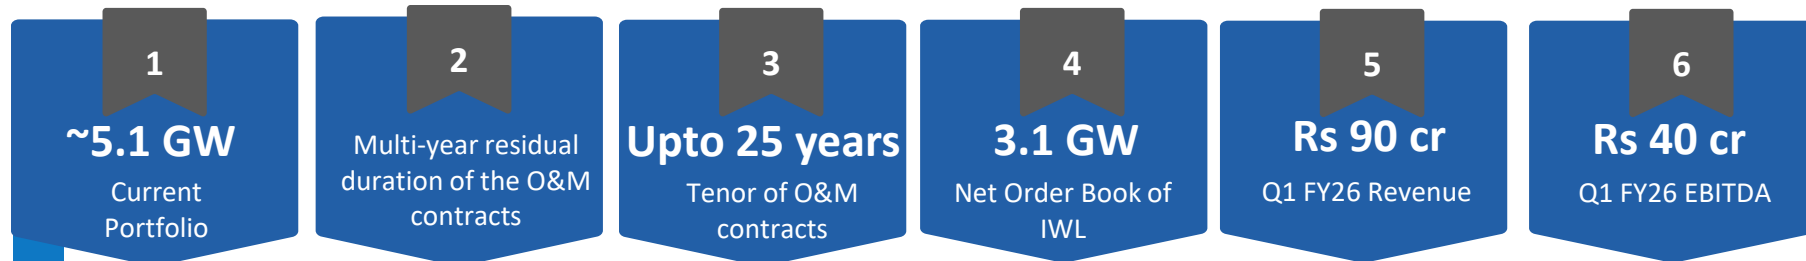 1
~5.1 GW
Current
Portfolio
2
Multi-year residual
duration of the O&M
contracts
3
Upto 25 years
Tenor of O&M
contracts
4
3.1 GW
Net Order Book of
IWL
5
Rs 90 cr
Q1 FY26 Revenue
6
Rs 40 cr
Q1 FY26 EBITDA